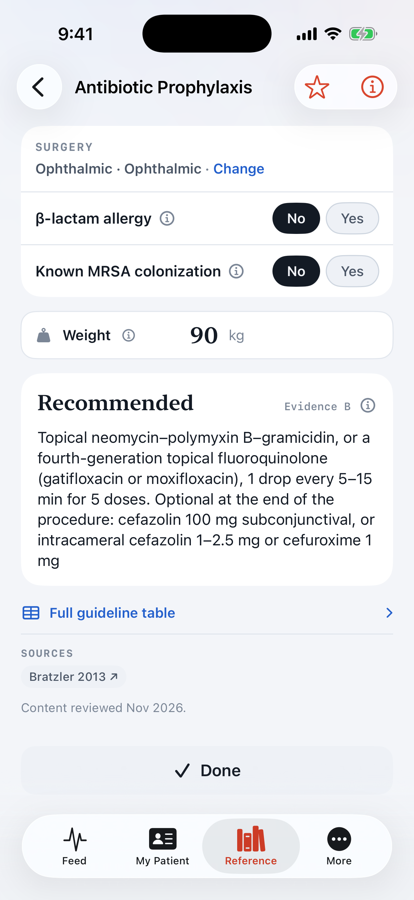 9:41
Antibiotic Prophylaxis
SURGERY
Ophthalmic · Ophthalmic · Change
β-lactam allergy
No
Yes
Known MRSA colonization
No
Yes
Weight
90 kg
Recommended
Evidence B
Topical neomycin–polymyxin B–gramicidin, or a
fourth-generation topical fluoroquinolone
(gatifloxacin or moxifloxacin), 1 drop every 5–15
min for 5 doses. Optional at the end of the
procedure: cefazolin 100 mg subconjunctival, or
intracameral cefazolin 1–2.5 mg or cefuroxime 1
mg
Full guideline table
SOURCES
Bratzler 2013 ↗
Content reviewed Nov 2026.
Done
Feed
My Patient
Reference
More